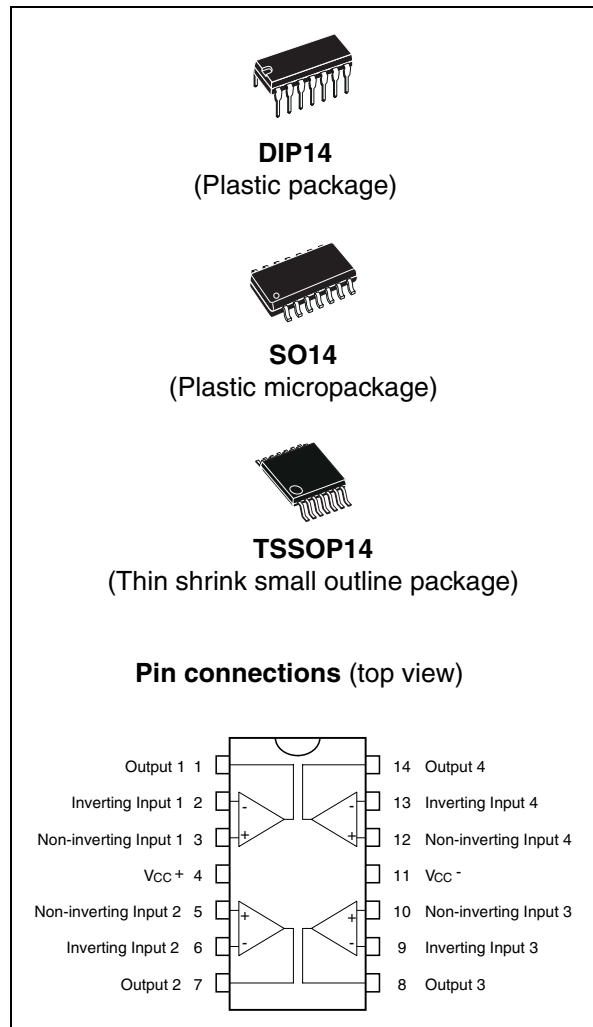 DIP14
(Plastic package)
SO14
(Plastic micropackage)
TSSOP14
(Thin shrink small outline package)
Pin connections (top view)
Output 1 1 14 Output 4
Inverting Input 1 2 - - 13 Inverting Input 4
Non-inverting Input 1 3 + + 12 Non-inverting Input 4
VCC + 4 11 VCC -
Non-inverting Input 2 5 + + 10 Non-inverting Input 3
Inverting Input 2 6 - - 9 Inverting Input 3
Output 2 7 8 Output 3